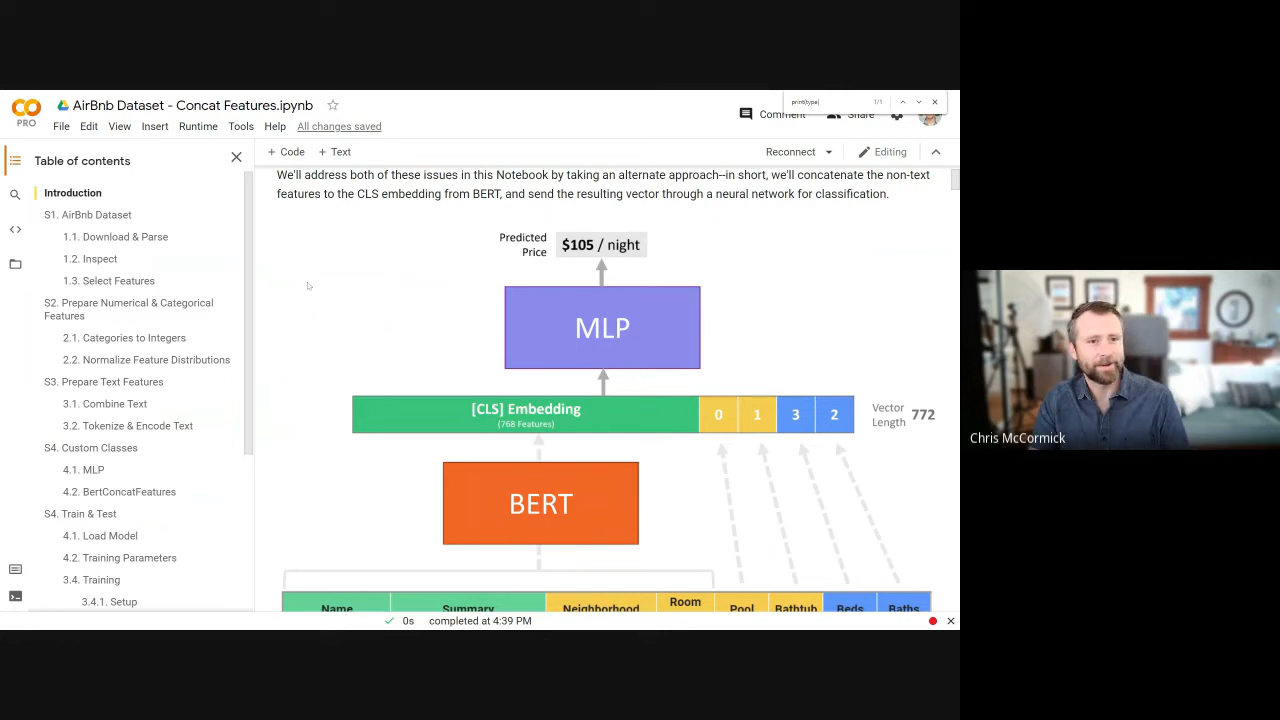 AirBnb Dataset - Concat Features.ipynb
print(type|
1/1
PRO
File Edit View Insert Runtime Tools Help All changes saved
Comment
Share
Table of contents
+ Code + Text
Reconnect
Editing
Introduction
S1. AirBnb Dataset
1.1. Download & Parse
1.2. Inspect
1.3. Select Features
S2. Prepare Numerical & Categorical
Features
2.1. Categories to Integers
2.2. Normalize Feature Distributions
S3. Prepare Text Features
3.1. Combine Text
3.2. Tokenize & Encode Text
S4. Custom Classes
4.1. MLP
4.2. BertConcatFeatures
S4. Train & Test
4.1. Load Model
4.2. Training Parameters
3.4. Training
3.4.1. Setup
We'll address both of these issues in this Notebook by taking an alternate approach--in short, we'll concatenate the non-text
features to the CLS embedding from BERT, and send the resulting vector through a neural network for classification.
Predicted
Price
$105 / night
MLP
[CLS] Embedding
(768 Features)
0 1 3 2
Vector
Length
772
BERT
Name Summary Neighborhood Room Pool Bathtub Beds Baths
0s completed at 4:39 PM
Chris McCormick